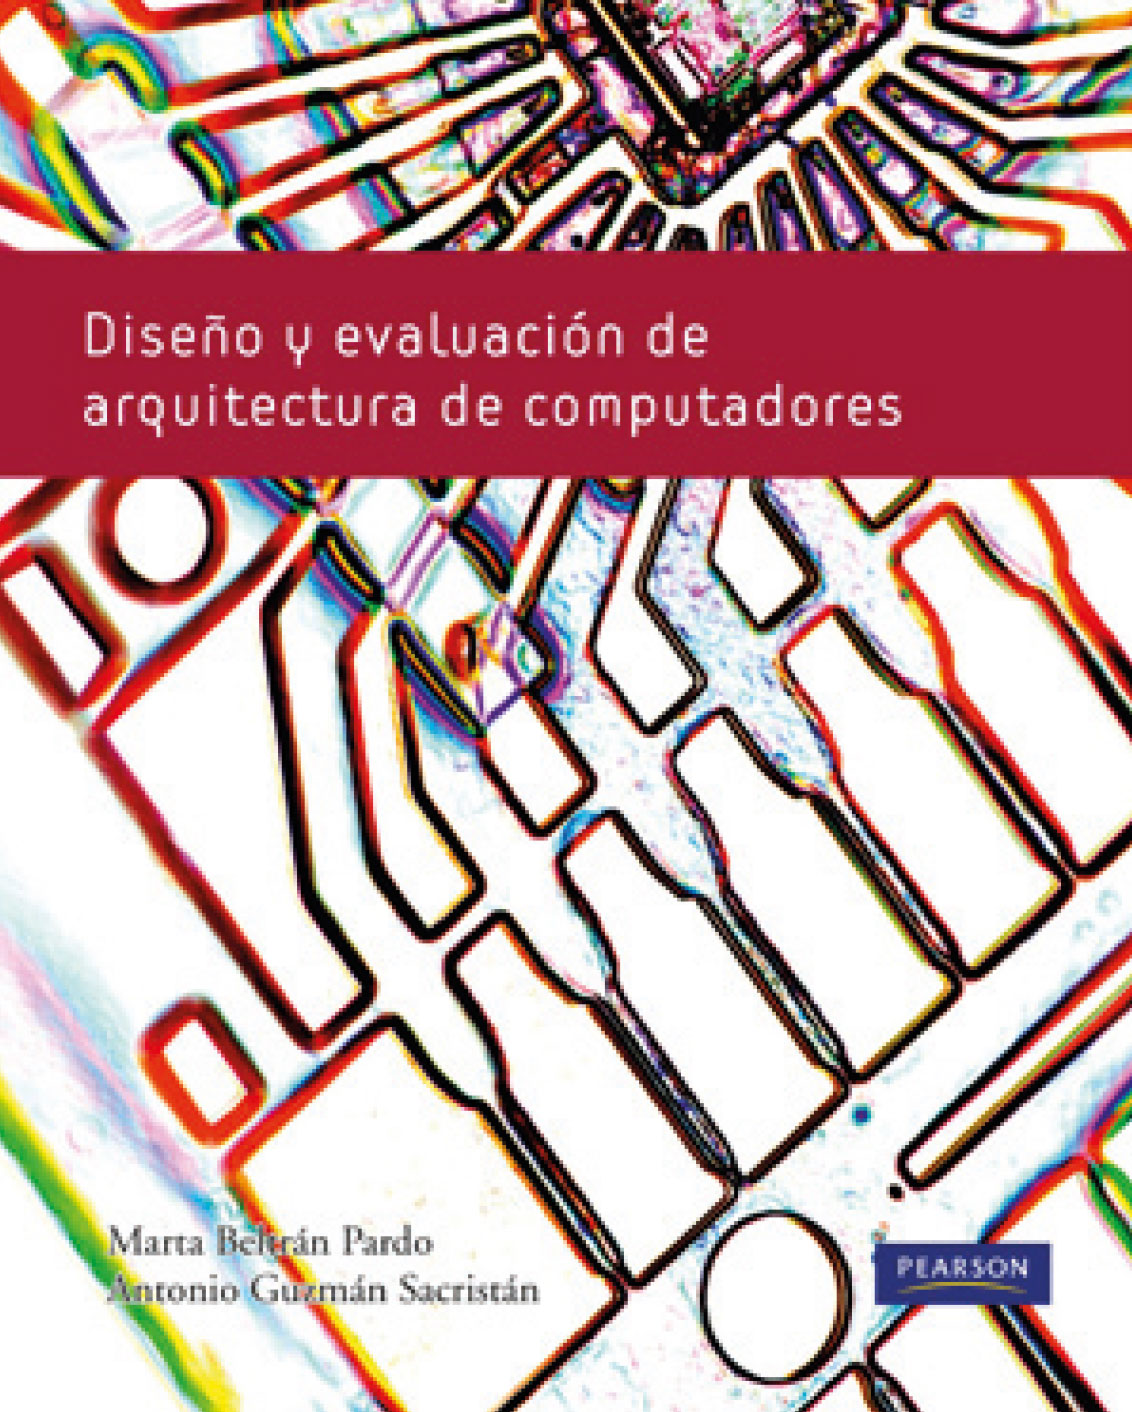 Diseño y evaluación de
arquitectura de computadores
Marta Beltrán Pardo
Antonio Guzmán Sacristán
PEARSON